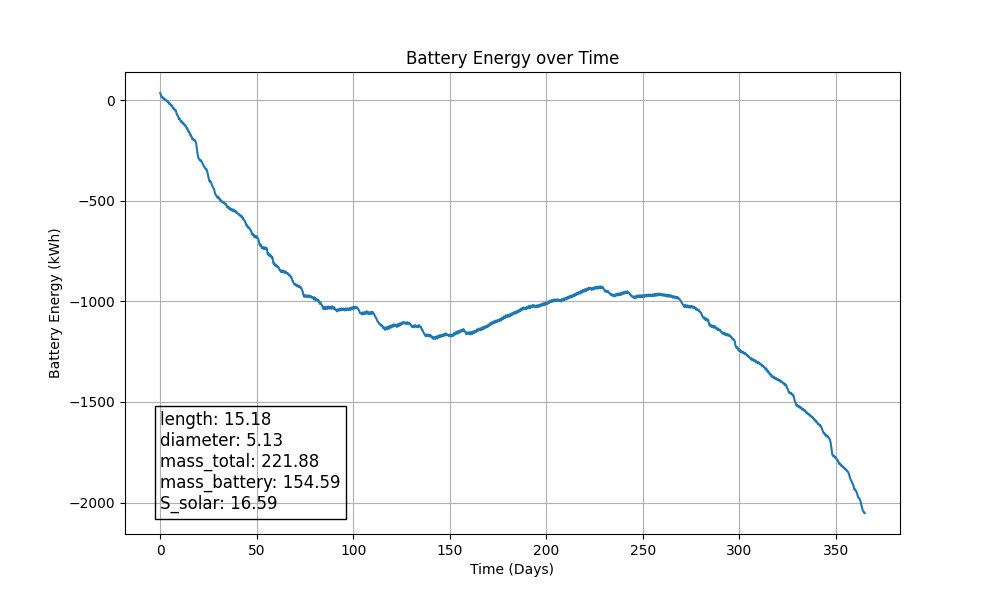 Battery Energy over Time
Battery Energy (kWh)
0
−500
−1000
−1500
−2000
length: 15.18
diameter: 5.13
mass_total: 221.88
mass_battery: 154.59
S_solar: 16.59
0 50 100 150 200 250 300 350
Time (Days)